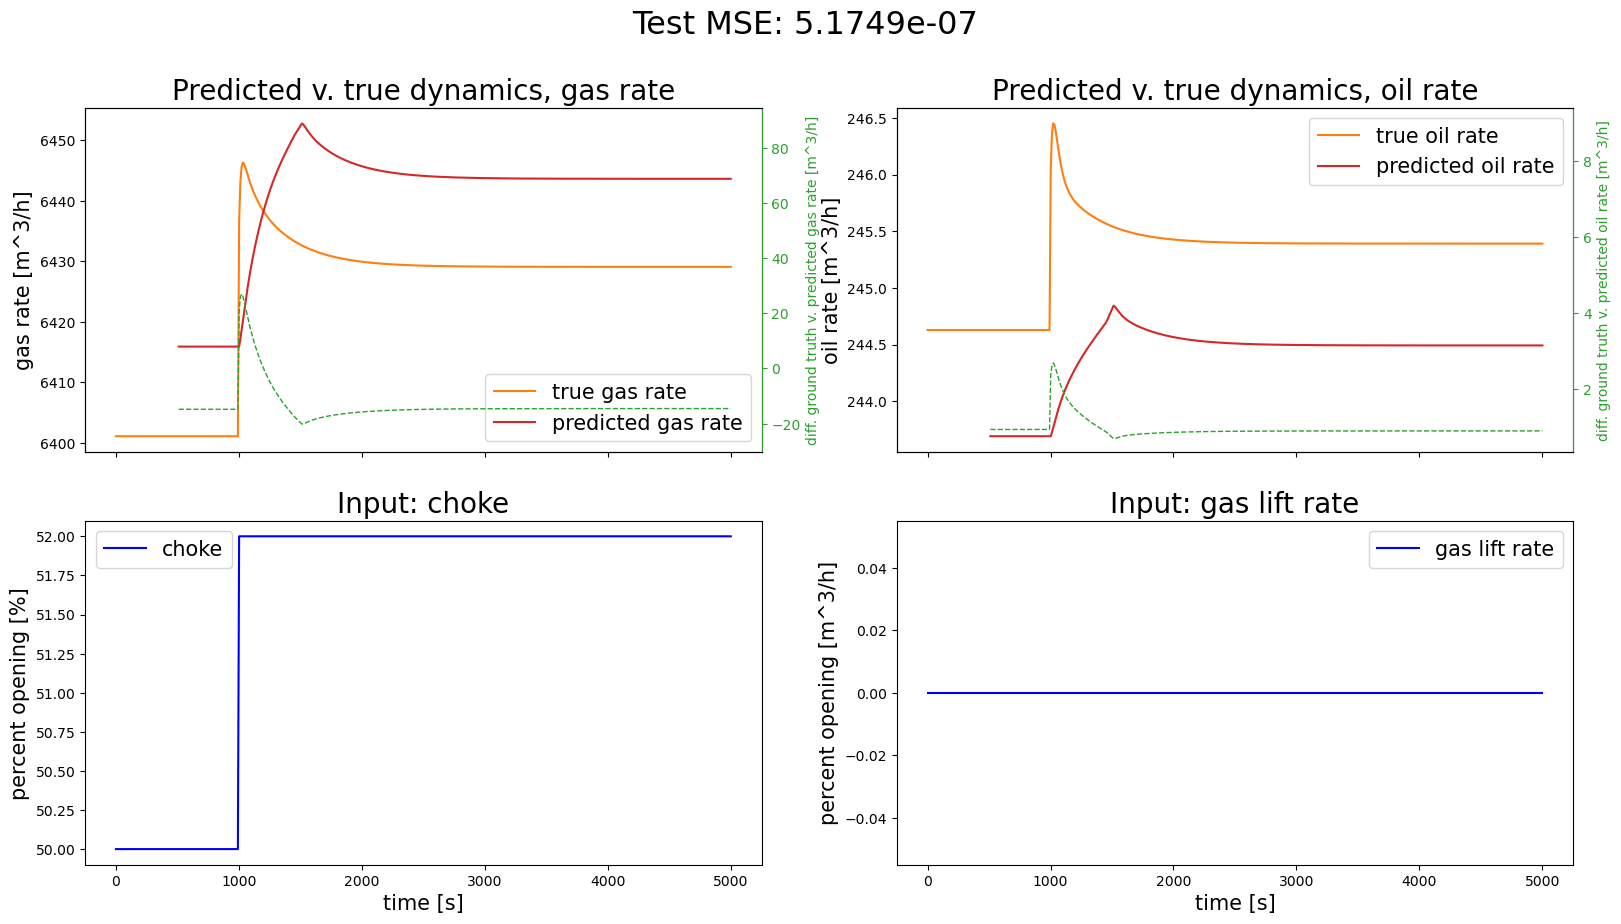 Test MSE: 5.1749e-07
Predicted v. true dynamics, gas rate
gas rate [m^3/h]
6450
6440
6430
6420
6410
6400
80
60
40
20
0
−20
diff. ground truth v. predicted gas rate [m^3/h]
true gas rate
predicted gas rate
Predicted v. true dynamics, oil rate
oil rate [m^3/h]
246.5
246.0
245.5
245.0
244.5
244.0
8
6
4
2
diff. ground truth v. predicted oil rate [m^3/h]
true oil rate
predicted oil rate
Input: choke
percent opening [%]
52.00
51.75
51.50
51.25
51.00
50.75
50.50
50.25
50.00
choke
0
1000
2000
3000
4000
5000
time [s]
Input: gas lift rate
percent opening [m^3/h]
0.04
0.02
0.00
−0.02
−0.04
gas lift rate
0
1000
2000
3000
4000
5000
time [s]